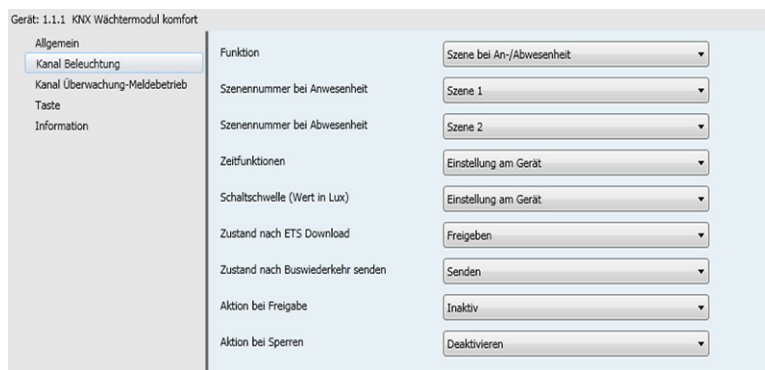 Gerät: 1.1.1 KNX Wächtermodul komfort
Allgemein
Kanal Beleuchtung
Kanal Überwachung-Meldebetrieb
Taste
Information
Funktion Szene bei An-/Abwesenheit
Szenennummer bei Anwesenheit Szene 1
Szenennummer bei Abwesenheit Szene 2
Zeitfunktionen Einstellung am Gerät
Schaltschwelle (Wert in Lux) Einstellung am Gerät
Zustand nach ETS Download Freigeben
Zustand nach Buswiederkehr senden Senden
Aktion bei Freigabe Inaktiv
Aktion bei Sperren Deaktivieren